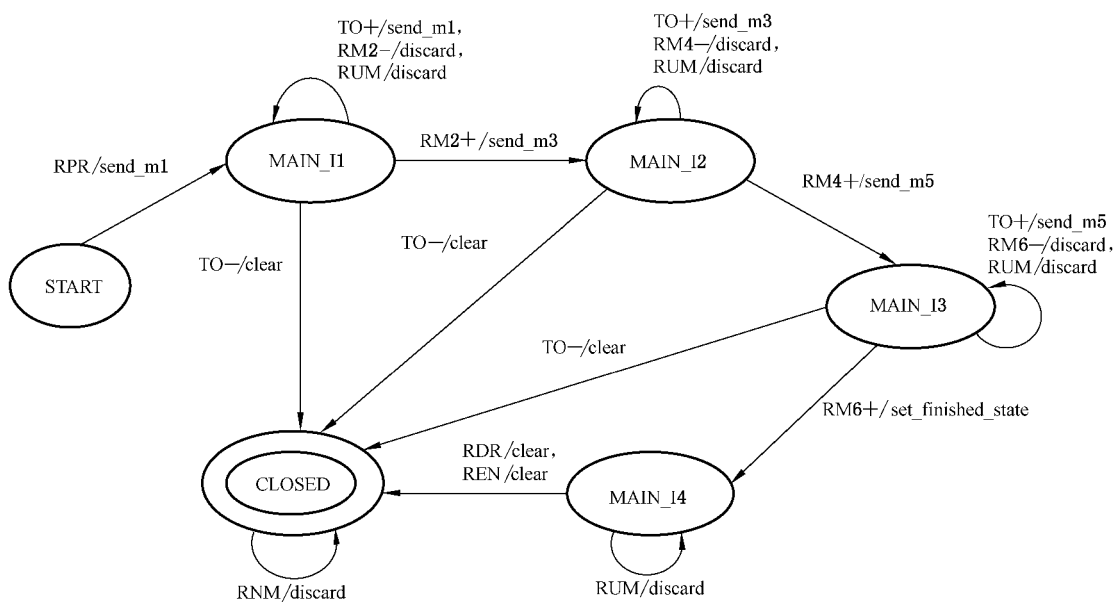 TO+/send_m1,
RM2-/discard,
RUM/discard
TO+/send_m3
RM4-/discard,
RUM/discard
RPR/send_m1
MAIN_I1
RM2+/send_m3
MAIN_I2
RM4+/send_m5
TO+/send_m5
RM6-/discard,
RUM/discard
START
TO-/clear
TO-/clear
MAIN_I3
TO-/clear
RM6+/set_finished_state
RDR/clear,
REN/clear
CLOSED
MAIN_I4
RNM/discard
RUM/discard